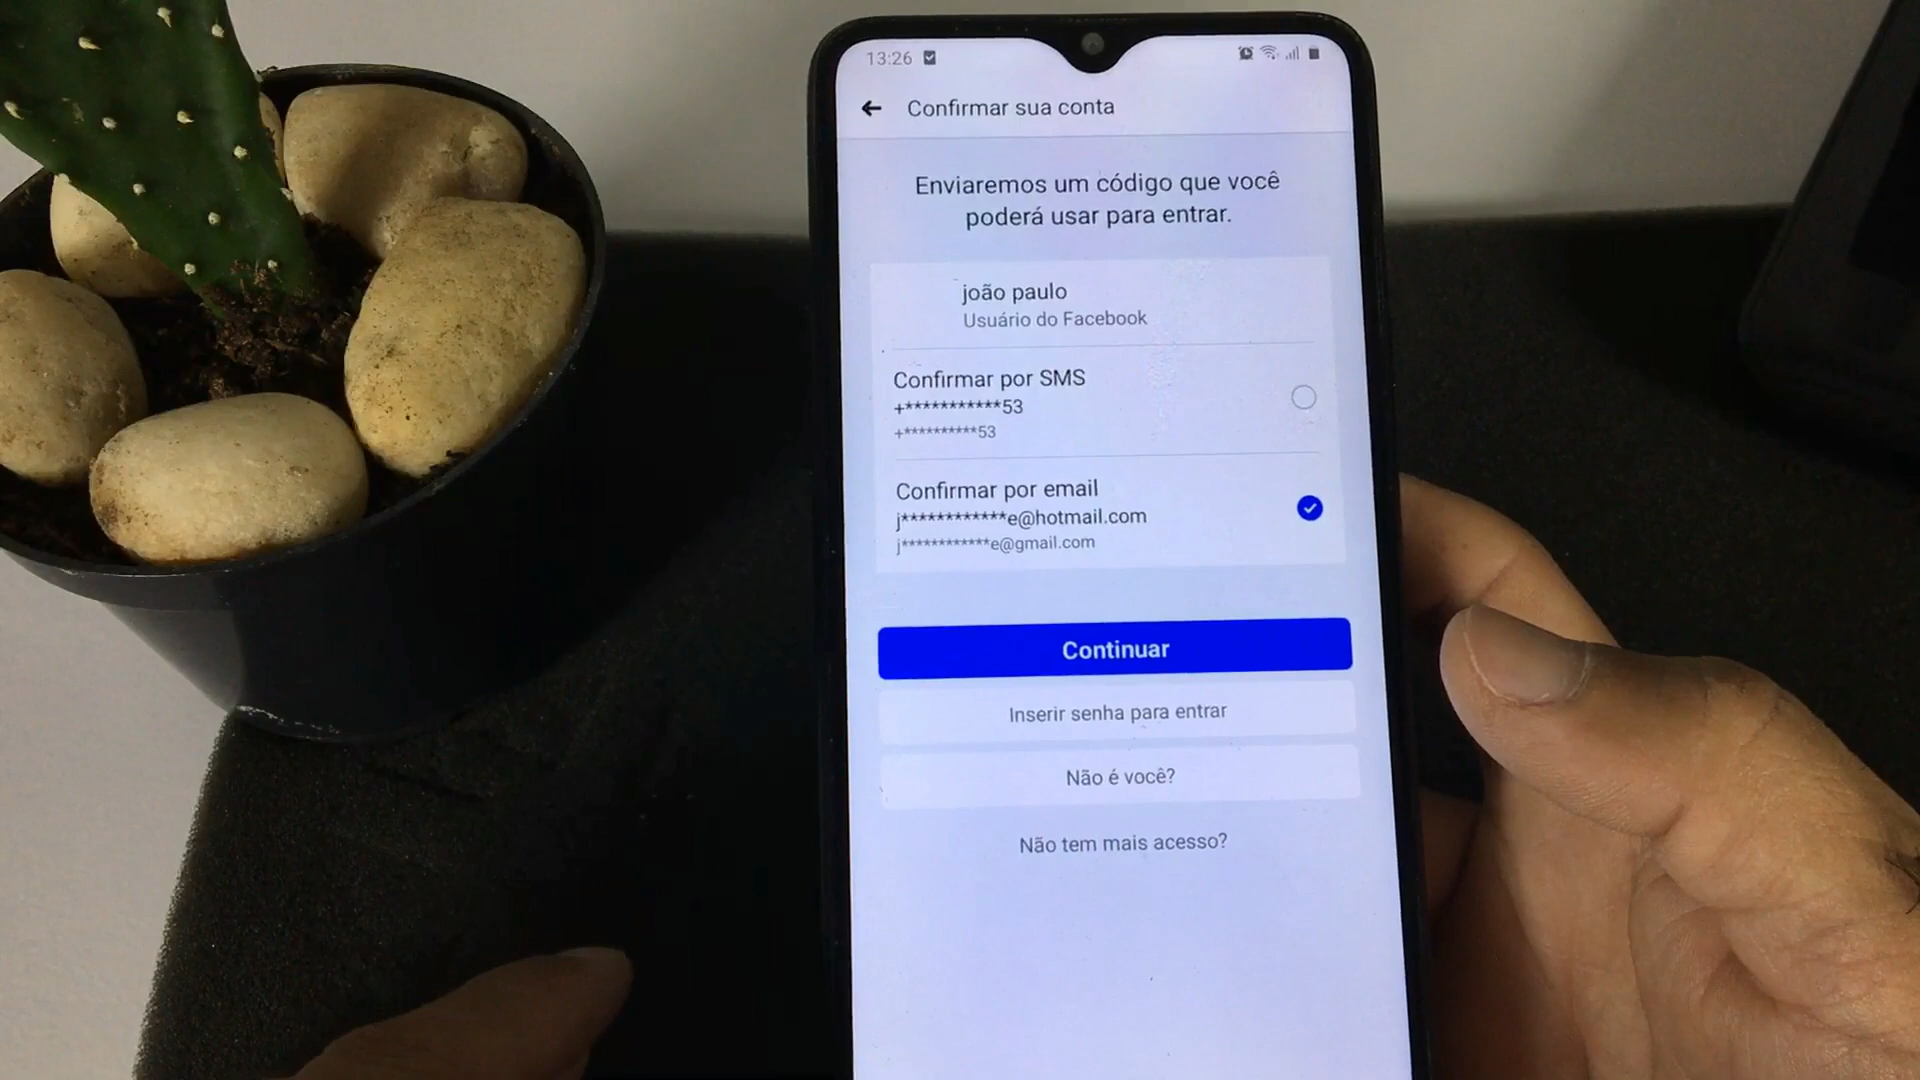 13:26
Confirmar sua conta
Enviaremos um código que você
poderá usar para entrar.
joão paulo
Usuário do Facebook
Confirmar por SMS
+***********53
+**********53
Confirmar por email
j************e@hotmail.com
j************e@gmail.com
Continuar
Inserir senha para entrar
Não é você?
Não tem mais acesso?